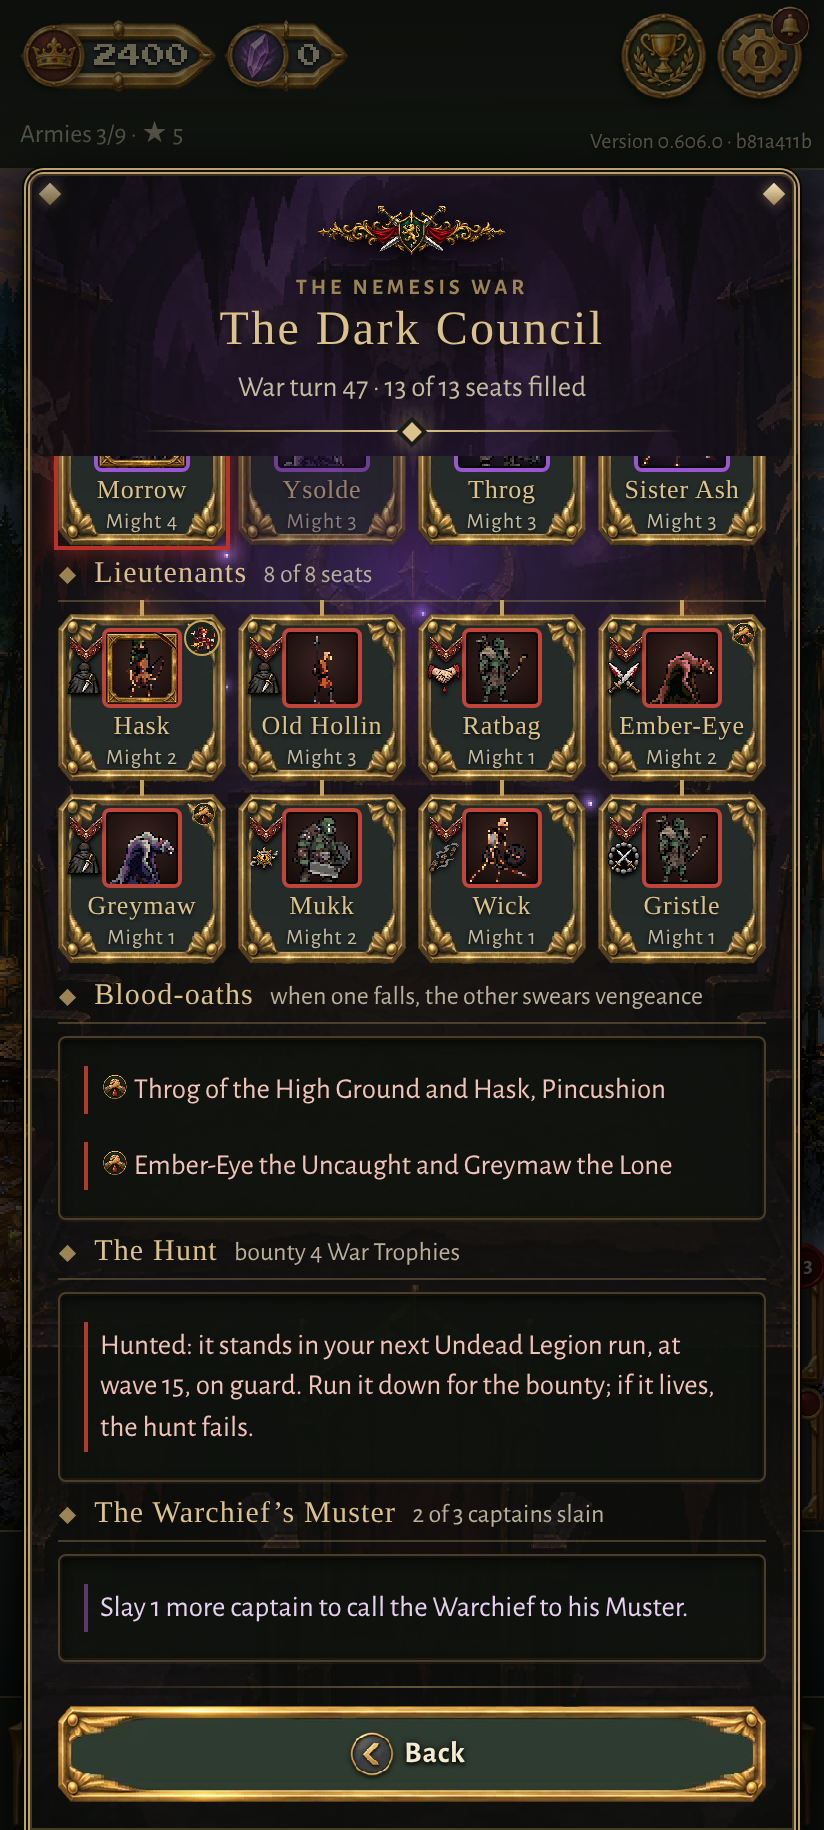 2400
0
Armies 3/9 · ★ 5
Version 0.606.0 · b81a411b
THE NEMESIS WAR
The Dark Council
War turn 47 · 13 of 13 seats filled
Morrow
Might 4
Ysolde
Might 3
Throg
Might 3
Sister Ash
Might 3
Lieutenants 8 of 8 seats
Hask
Might 2
Old Hollin
Might 3
Ratbag
Might 1
Ember-Eye
Might 2
Greymaw
Might 1
Mukk
Might 2
Wick
Might 1
Gristle
Might 1
Blood-oaths when one falls, the other swears vengeance
Throg of the High Ground and Hask, Pincushion
Ember-Eye the Uncaught and Greymaw the Lone
The Hunt bounty 4 War Trophies
3
Hunted: it stands in your next Undead Legion run, at
wave 15, on guard. Run it down for the bounty; if it lives,
the hunt fails.
The Warchief's Muster 2 of 3 captains slain
Slay 1 more captain to call the Warchief to his Muster.
Back